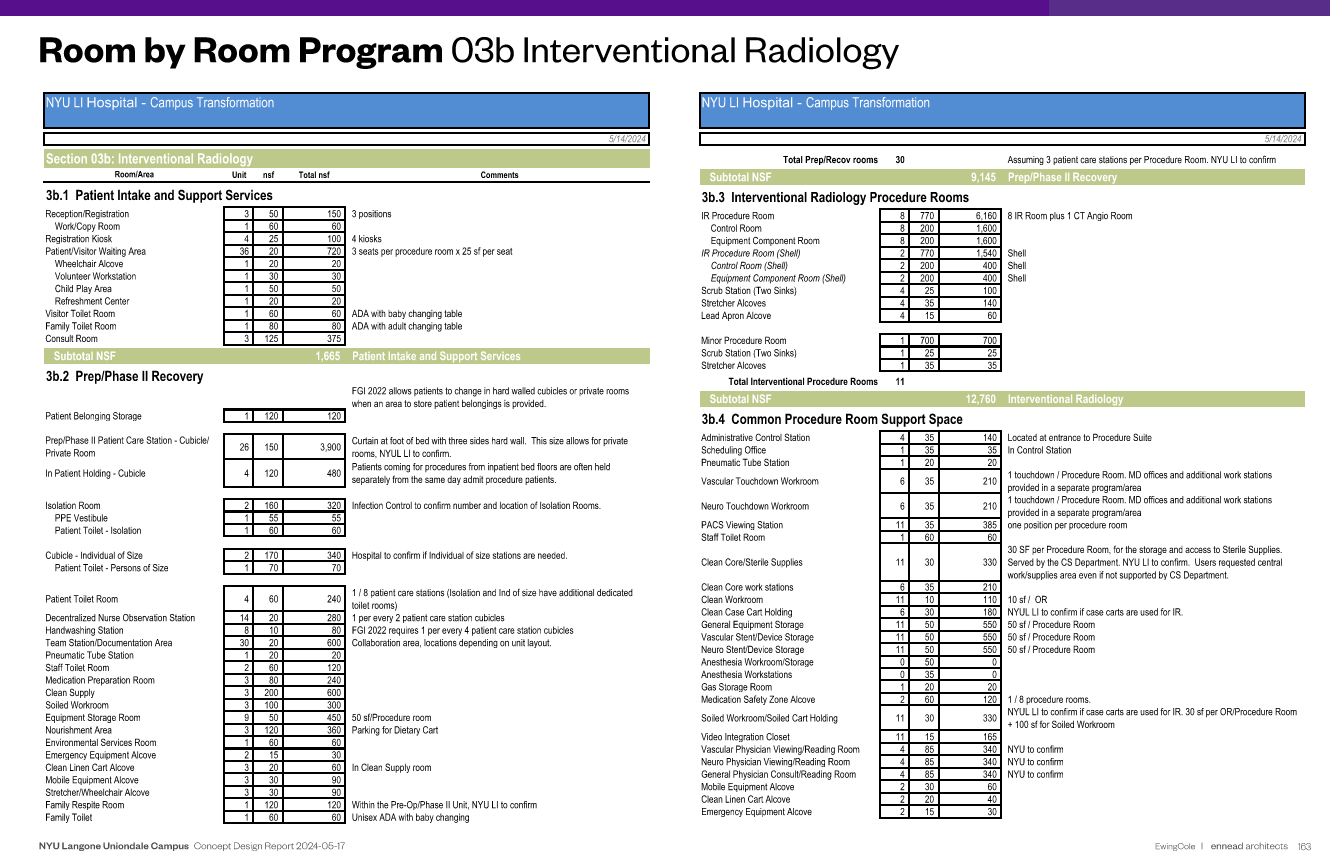 Room by Room Program 03b Interventional Radiology
NYU LI Hospital - Campus Transformation
5/14/2024
Section 03b: Interventional Radiology
Room/Area Unit nsf Total nsf Comments
3b.1 Patient Intake and Support Services
Reception/Registration 3 50 150 3 positions
Work/Copy Room 1 60 60
Registration Kiosk 4 25 100 4 kiosks
Patient/Visitor Waiting Area 36 20 720 3 seats per procedure room x 25 sf per seat
Wheelchair Alcove 1 20 20
Volunteer Workstation 1 30 30
Child Play Area 1 50 50
Refreshment Center 1 20 20
Visitor Toilet Room 1 60 60 ADA with baby changing table
Family Toilet Room 1 80 80 ADA with adult changing table
Consult Room 3 125 375
Subtotal NSF 1,665 Patient Intake and Support Services
3b.2 Prep/Phase II Recovery
FGI 2022 allows patients to change in hard walled cubicles or private rooms
when an area to store patient belongings is provided.
Patient Belonging Storage 1 120 120
Prep/Phase II Patient Care Station - Cubicle/
Private Room 26 150 3,900 Curtain at foot of bed with three sides hard wall. This size allows for private
rooms, NYU LI to confirm.
In Patient Holding - Cubicle 4 120 480 Patients coming for procedures from inpatient bed floors are often held
separately from the same day admit procedure patients.
Isolation Room 2 160 320 Infection Control to confirm number and location of Isolation Rooms.
PPE Vestibule 1 55 55
Patient Toilet - Isolation 1 60 60
Cubicle - Individual of Size 2 170 340 Hospital to confirm if Individual of size stations are needed.
Patient Toilet - Persons of Size 1 70 70
Patient Toilet Room 4 60 240 1 / 8 patient care stations (Isolation and Ind of size have additional dedicated
toilet rooms)
Decentralized Nurse Observation Station 14 20 280 1 per every 2 patient care station cubicles
Handwashing Station 8 10 80 FGI 2022 requires 1 per every 4 patient care station cubicles
Team Station/Documentation Area 30 20 600 Collaboration area, locations depending on unit layout.
Pneumatic Tube Station 1 20 20
Staff Toilet Room 2 60 120
Medication Preparation Room 3 80 240
Clean Supply 3 200 600
Soiled Workroom 3 100 300
Equipment Storage Room 9 50 450 50 sf/Procedure room
Nourishment Area 3 120 360 Parking for Dietary Cart
Environmental Services Room 1 60 60
Emergency Equipment Alcove 2 15 30
Clean Linen Cart Alcove 3 20 60 In Clean Supply room
Mobile Equipment Alcove 3 30 90
Stretcher/Wheelchair Alcove 3 30 90
Family Respite Room 1 120 120 Within the Pre-Op/Phase II Unit, NYU LI to confirm
Family Toilet 1 60 60 Unisex ADA with baby changing
NYU LI Hospital - Campus Transformation
5/14/2024
Total Prep/Recov rooms 30 Assuming 3 patient care stations per Procedure Room. NYU LI to confirm
Subtotal NSF 9,145 Prep/Phase II Recovery
3b.3 Interventional Radiology Procedure Rooms
IR Procedure Room 8 770 6,160 8 IR Room plus 1 CT Angio Room
Control Room 8 200 1,600
Equipment Component Room 8 200 1,600
IR Procedure Room (Shell) 2 770 1,540 Shell
Control Room (Shell) 2 200 400 Shell
Equipment Component Room (Shell) 2 200 400 Shell
Scrub Station (Two Sinks) 4 25 100
Stretcher Alcoves 4 35 140
Lead Apron Alcove 4 15 60
Minor Procedure Room 1 700 700
Scrub Station (Two Sinks) 1 25 25
Stretcher Alcoves 1 35 35
Total Interventional Procedure Rooms 11
Subtotal NSF 12,760 Interventional Radiology
3b.4 Common Procedure Room Support Space
Administrative Control Station 4 35 140 Located at entrance to Procedure Suite
Scheduling Office 1 35 35 In Control Station
Pneumatic Tube Station 1 20 20
Vascular Touchdown Workroom 6 35 210 1 touchdown / Procedure Room. MD offices and additional work stations
provided in a separate program/area
Neuro Touchdown Workroom 6 35 210 1 touchdown / Procedure Room. MD offices and additional work stations
provided in a separate program/area
PACS Viewing Station 11 35 385 one position per procedure room
Staff Toilet Room 1 60 60
Clean Core/Sterile Supplies 11 30 330 30 SF per Procedure Room, for the storage and access to Sterile Supplies.
Served by the CS Department. NYU LI to confirm. Users requested central
work/supplies area even if not supported by CS Department.
Clean Core work stations 6 35 210
Clean Workroom 11 10 110 10 sf / OR
Clean Case Cart Holding 6 30 180 NYUL LI to confirm if case carts are used for IR.
General Equipment Storage 11 50 550 50 sf / Procedure Room
Vascular Stent/Device Storage 11 50 550 50 sf / Procedure Room
Neuro Stent/Device Storage 11 50 550 50 sf / Procedure Room
Anesthesia Workroom/Storage 0 50 0
Anesthesia Workstations 0 35 0
Gas Storage Room 1 20 20
Medication Safety Zone Alcove 2 60 120 1 / 8 procedure rooms.
Soiled Workroom/Soiled Cart Holding 11 30 330 NYUL LI to confirm if case carts are used for IR. 30 sf per OR/Procedure Room
+ 100 sf for Soiled Workroom
Video Integration Closet 11 15 165
Vascular Physician Viewing/Reading Room 4 85 340 NYU to confirm
Neuro Physician Viewing/Reading Room 4 85 340 NYU to confirm
General Physician Consult/Reading Room 4 85 340 NYU to confirm
Mobile Equipment Alcove 2 30 60
Clean Linen Cart Alcove 2 20 40
Emergency Equipment Alcove 2 15 30
NYU Langone Uniondale Campus Concept Design Report 2024-05-17
EwingCole | ennead architects 163